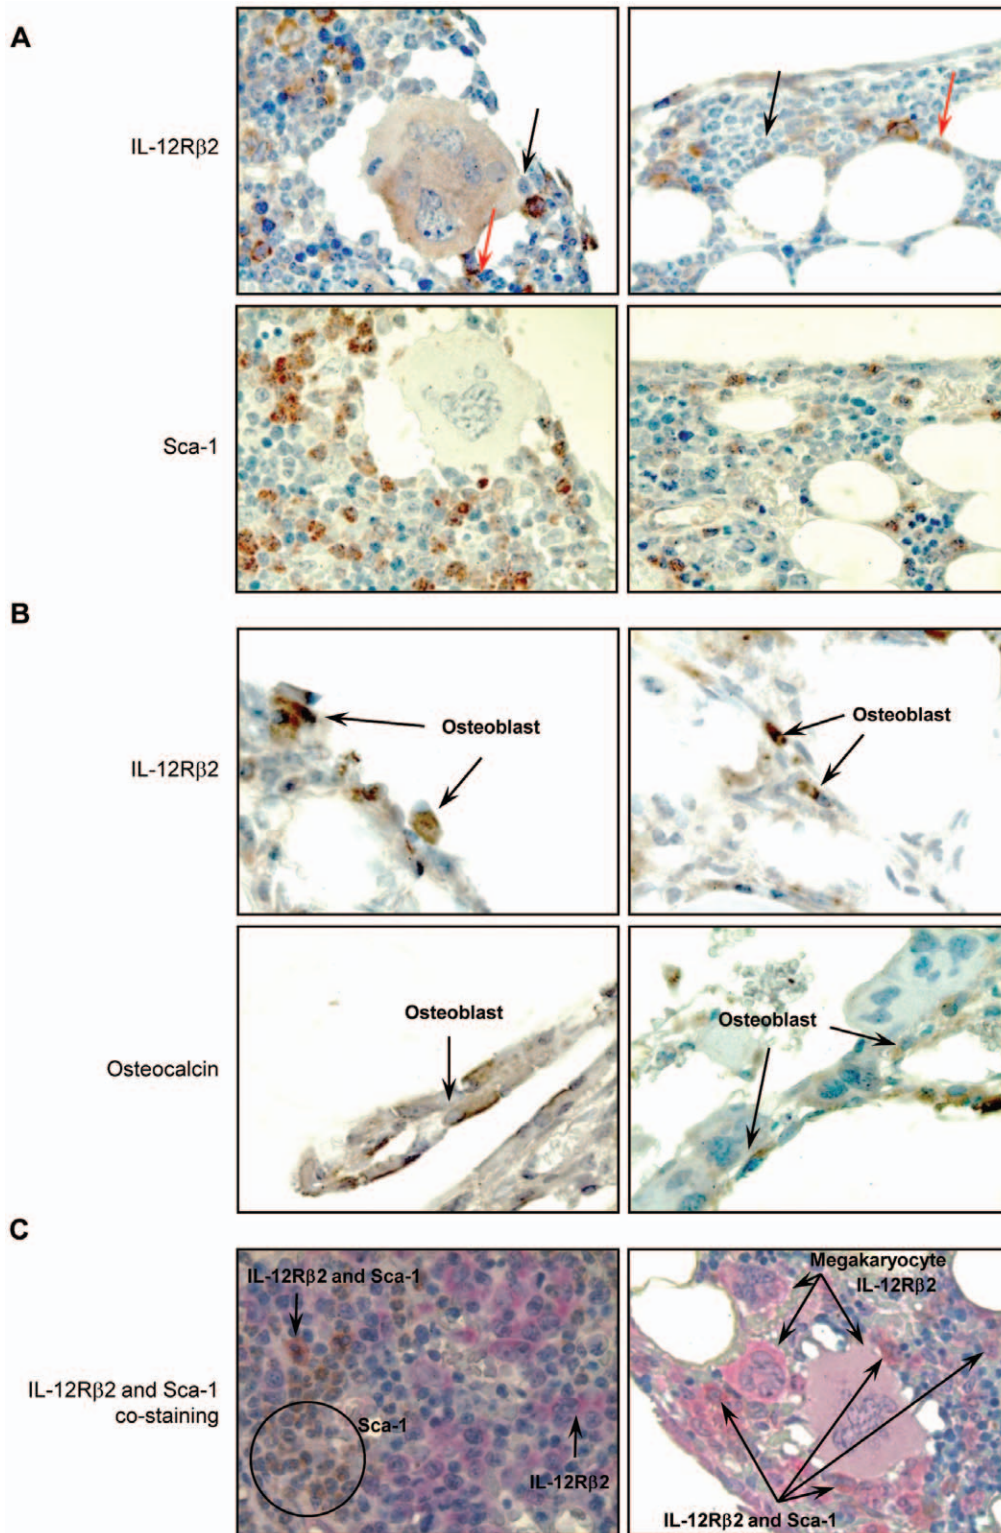 A
IL-12Rβ2
Sca-1
B
Osteoblast
Osteoblast
IL-12Rβ2
Osteoblast
Osteoblast
Osteocalcin
C
IL-12Rβ2 and Sca-1
Megakaryocyte
IL-12Rβ2
IL-12Rβ2 and Sca-1
co-staining
Sca-1
IL-12Rβ2
IL-12Rβ2 and Sca-1